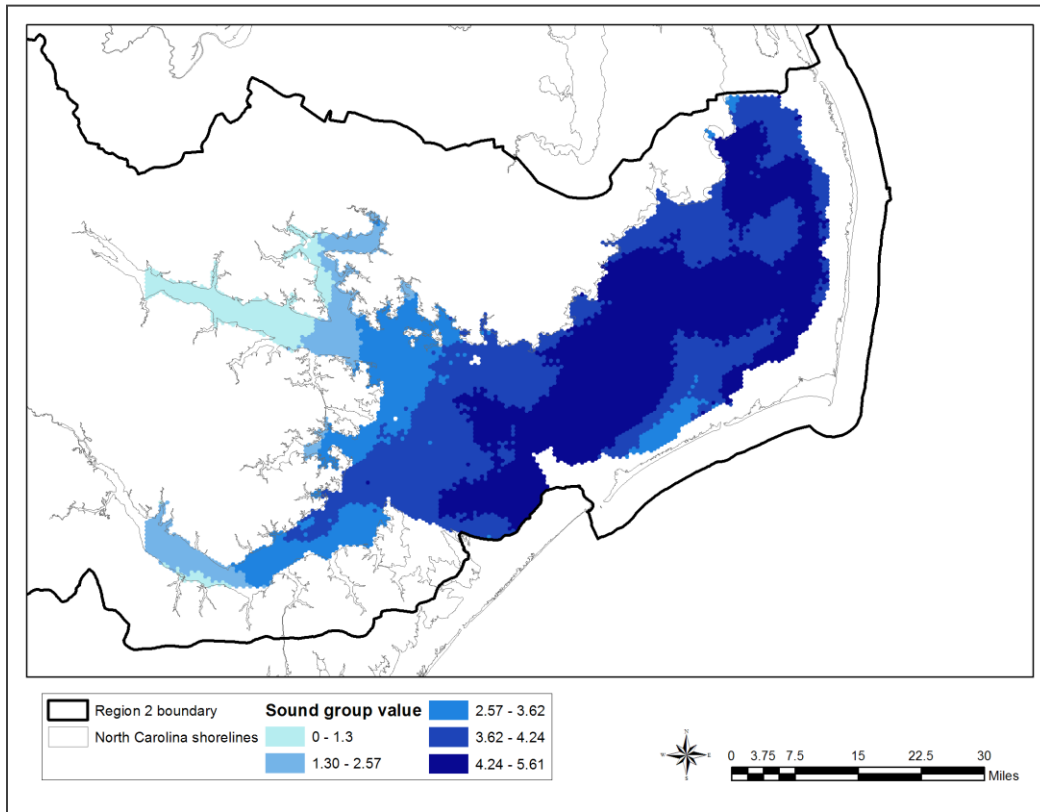 Region 2 boundary
North Carolina shorelines
Sound group value
0 - 1.3
1.30 - 2.57
2.57 - 3.62
3.62 - 4.24
4.24 - 5.61
N
W E
S
0 3.75 7.5 15 22.5 30
Miles